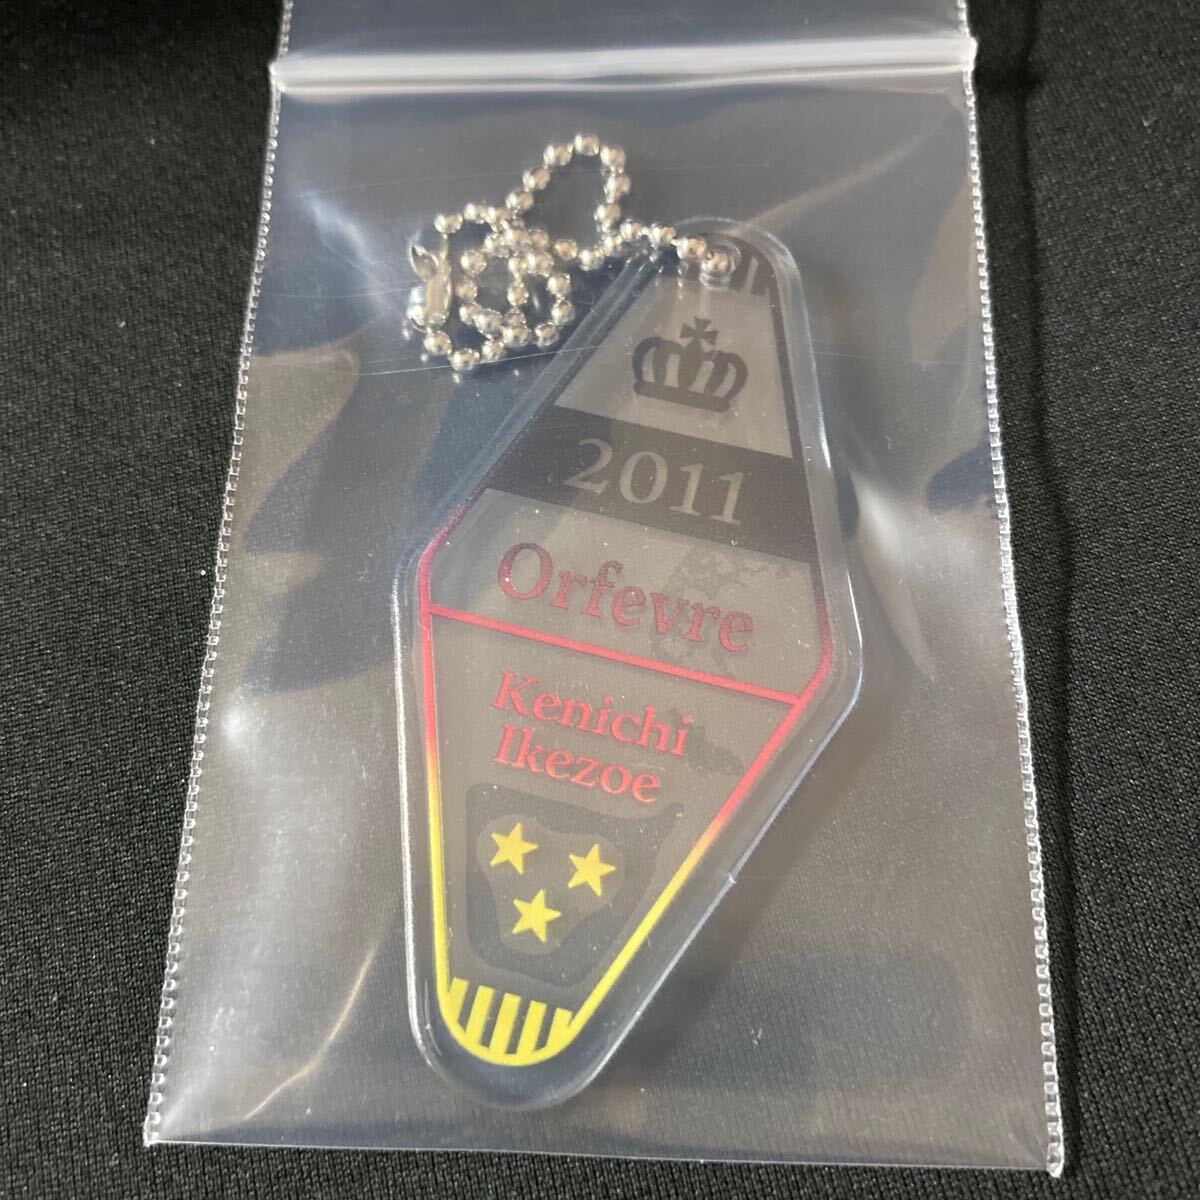 2011
Orfevre
Kenichi
Ikezoe